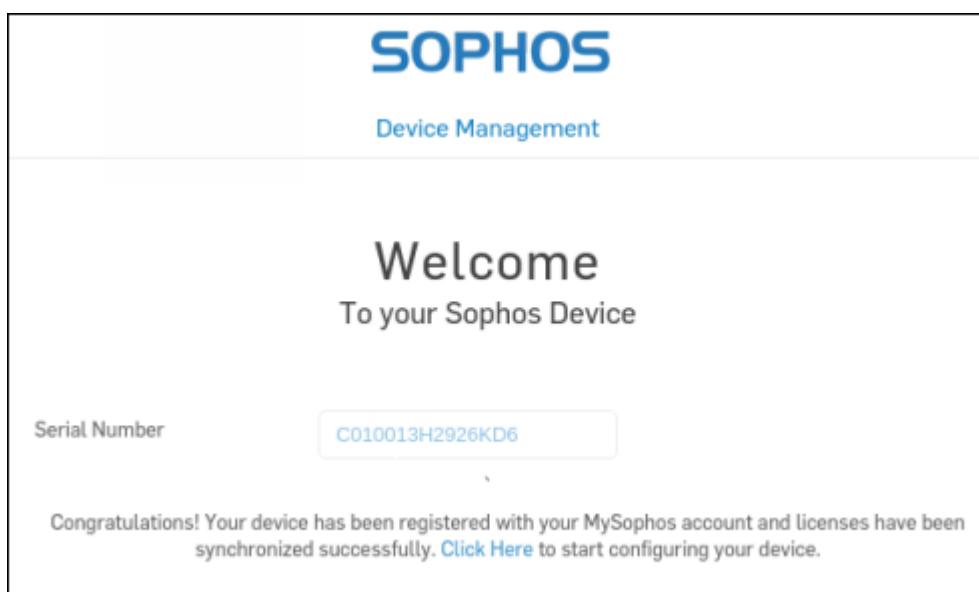 SOPHOS
Device Management
Welcome
To your Sophos Device
Serial Number
C010013H2926KD6
Congratulations! Your device has been registered with your MySophos account and licenses have been
synchronized successfully. Click Here to start configuring your device.